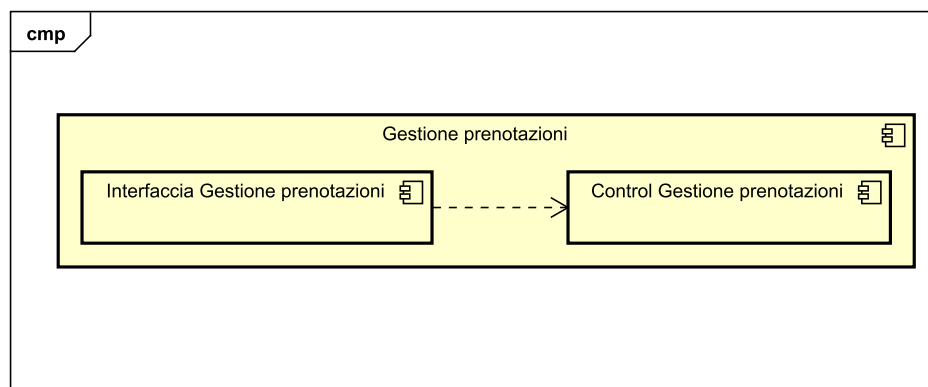 cmp
Gestione prenotazioni
Interfaccia Gestione prenotazioni
Control Gestione prenotazioni